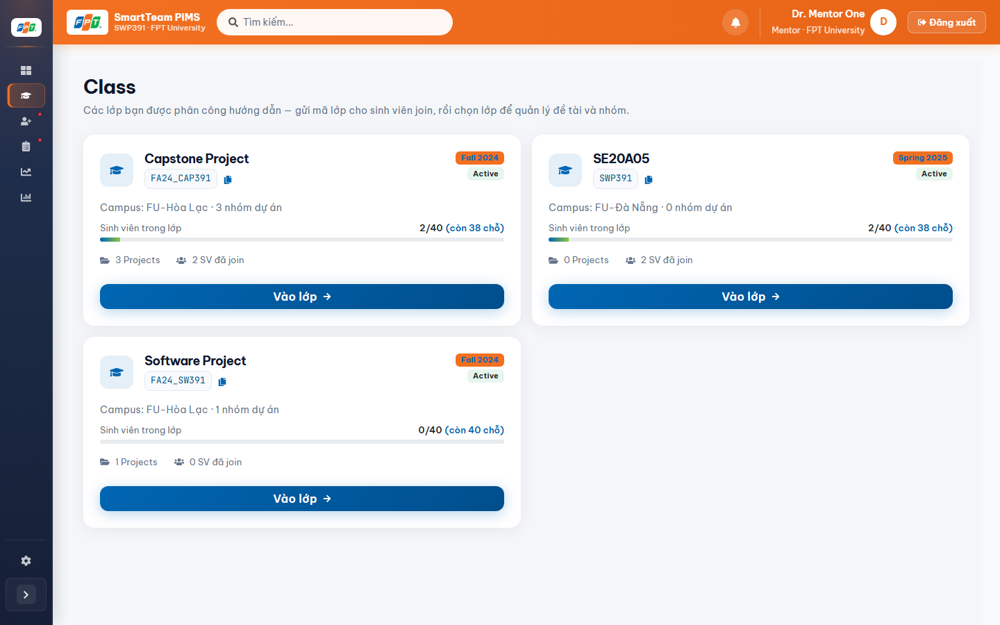 FPT
FPT
SmartTeam PIMS
SWP391 · FPT University
Tìm kiếm...
Dr. Mentor One
Mentor · FPT University
D
Đăng xuất
Class
Các lớp bạn được phân công hướng dẫn — gửi mã lớp cho sinh viên join, rồi chọn lớp để quản lý đề tài và nhóm.
Capstone Project
Fall 2024
FA24_CAP391
Active
Campus: FU-Hòa Lạc · 3 nhóm dự án
Sinh viên trong lớp
2/40 (còn 38 chỗ)
3 Projects
2 SV đã join
Vào lớp →
SE20A05
Spring 2025
SWP391
Active
Campus: FU-Đà Nẵng · 0 nhóm dự án
Sinh viên trong lớp
2/40 (còn 38 chỗ)
0 Projects
2 SV đã join
Vào lớp →
Software Project
Fall 2024
FA24_SW391
Active
Campus: FU-Hòa Lạc · 1 nhóm dự án
Sinh viên trong lớp
0/40 (còn 40 chỗ)
1 Projects
0 SV đã join
Vào lớp →